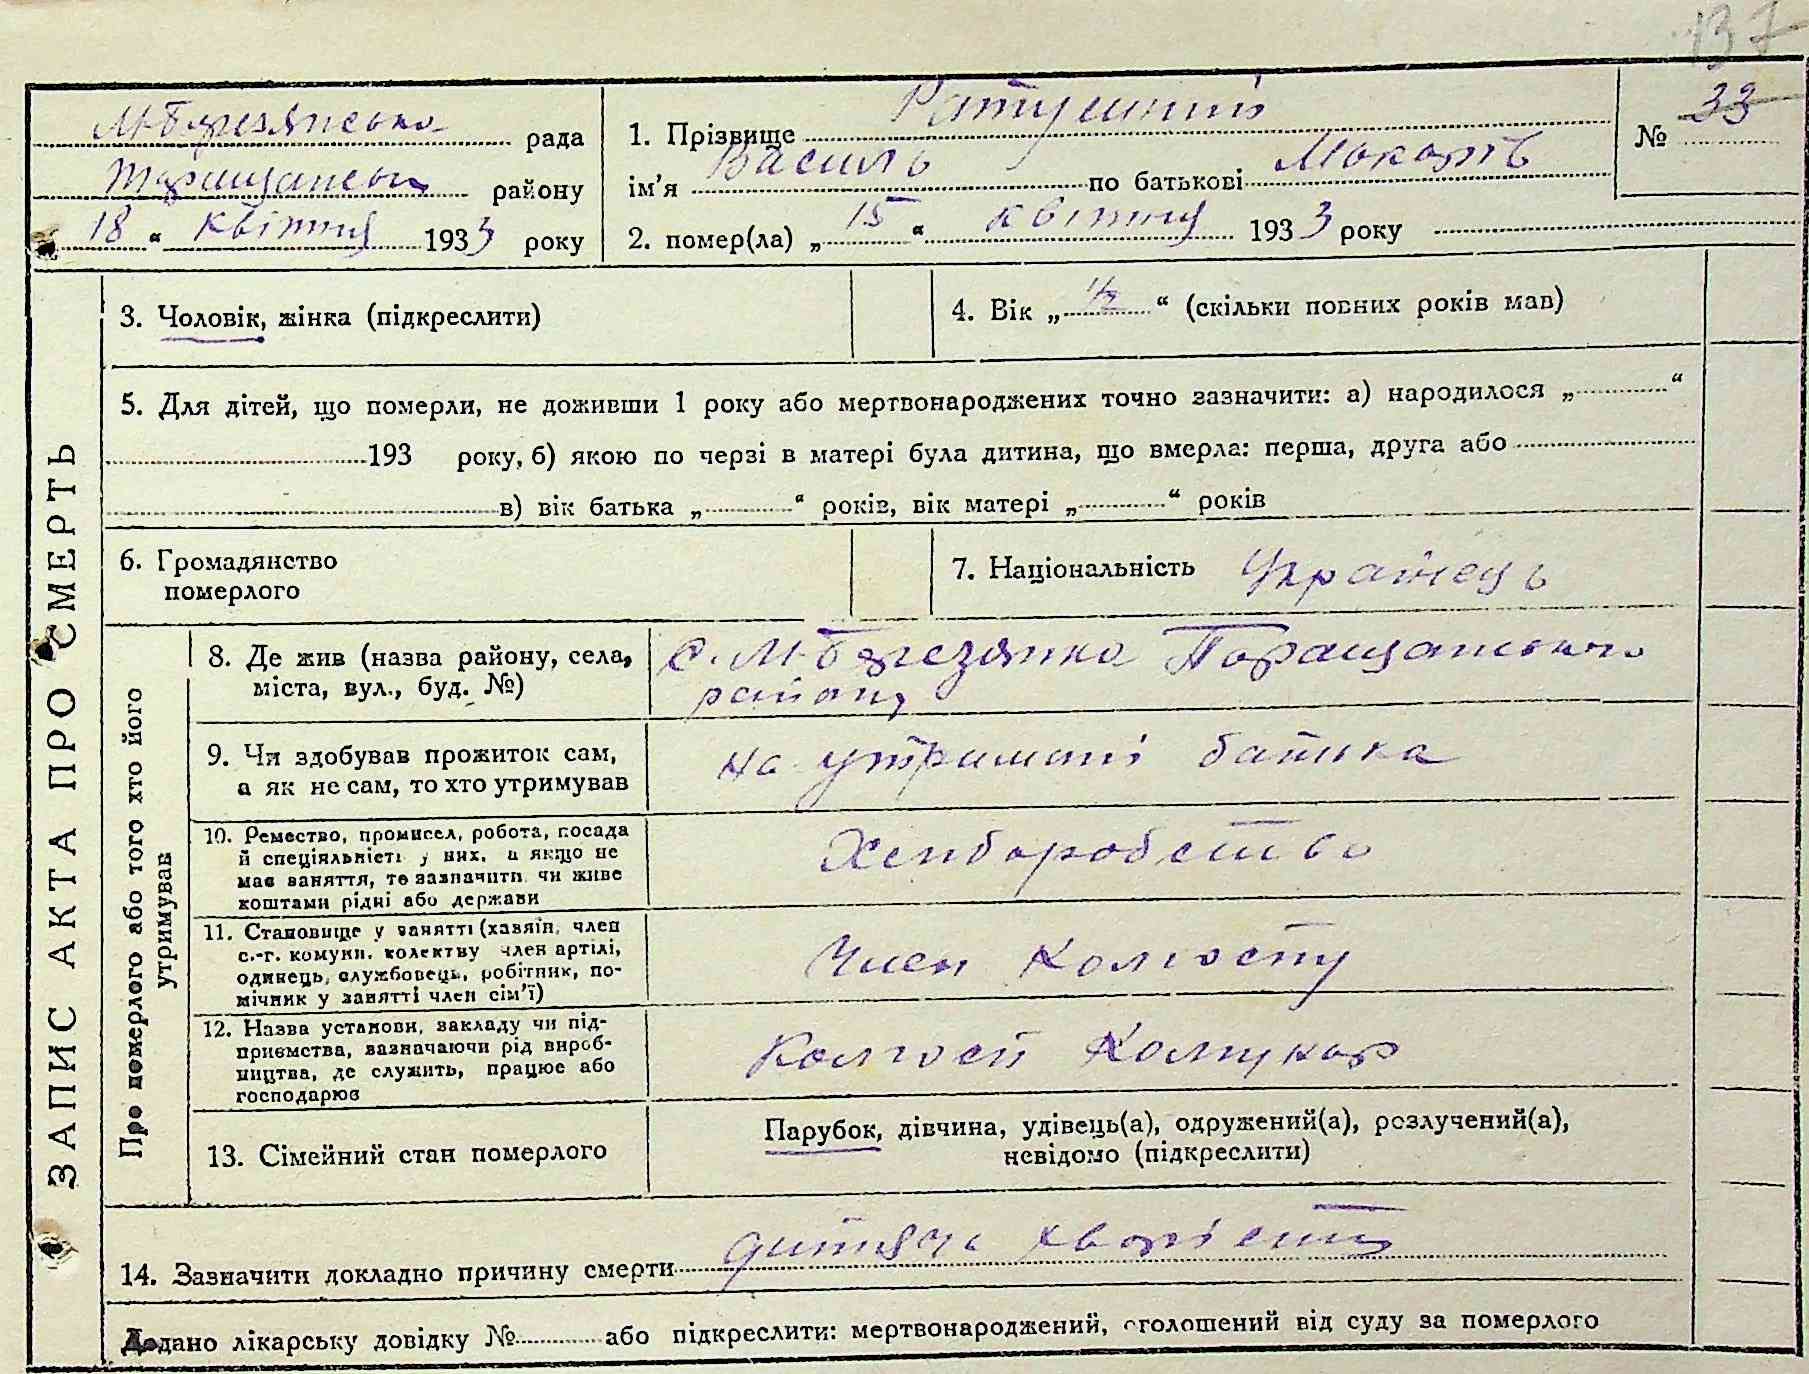 137
М-Березянська рада
Таращанськ. району
„18“ квітня 1933 року
1. Прізвище Ратушний
ім'я Василь по батькові Макарів
№ 33
2. помер(ла) „15“ квітня 1933 року
ЗАПИС АКТА ПРО СМЕРТЬ
3. Чоловік, жінка (підкреслити)
4. Вік „1/2“ (скільки повних років мав)
5. Для дітей, що померли, не доживши 1 року або мертвонароджених точно зазначити: а) народилося „ “
193 року, б) якою по черзі в матері була дитина, що вмерла: перша, друга або
в) вік батька „ “ років, вік матері „ “ років
6. Громадянство
померлого
7. Національність Українець
Про померлого або того хто його
утримував
8. Де жив (назва району, села,
міста, вул., буд. №)
с. М-Березянка Таращанського
району
9. Чи здобував прожиток сам,
а як не сам, то хто утримував
на утриманні батька
10. Ремество, промисел, робота, посада
й спеціяльність у них, а якщо не
має заняття, то зазначити чи живе
коштами рідні або держави
Хліборобство
11. Становище у занятті (хазяїн, член
с.-г. комуни, колективу член артілі,
одинець, службовець, робітник, по-
мічник у занятті член сім'ї)
Член Колгоспу
12. Назва установи, закладу чи під-
приємства, зазначаючи рід вироб-
ництва, де служить, працює або
господарює
Колгосп
13. Сімейний стан померлого
Парубок, дівчина, удівець(а), одружений(а), розлучений(а),
невідомо (підкреслити)
14. Зазначити докладно причину смерти дитяча хворість
Додано лікарську довідку № або підкреслити: мертвонароджений, оголошений від суду за померлого